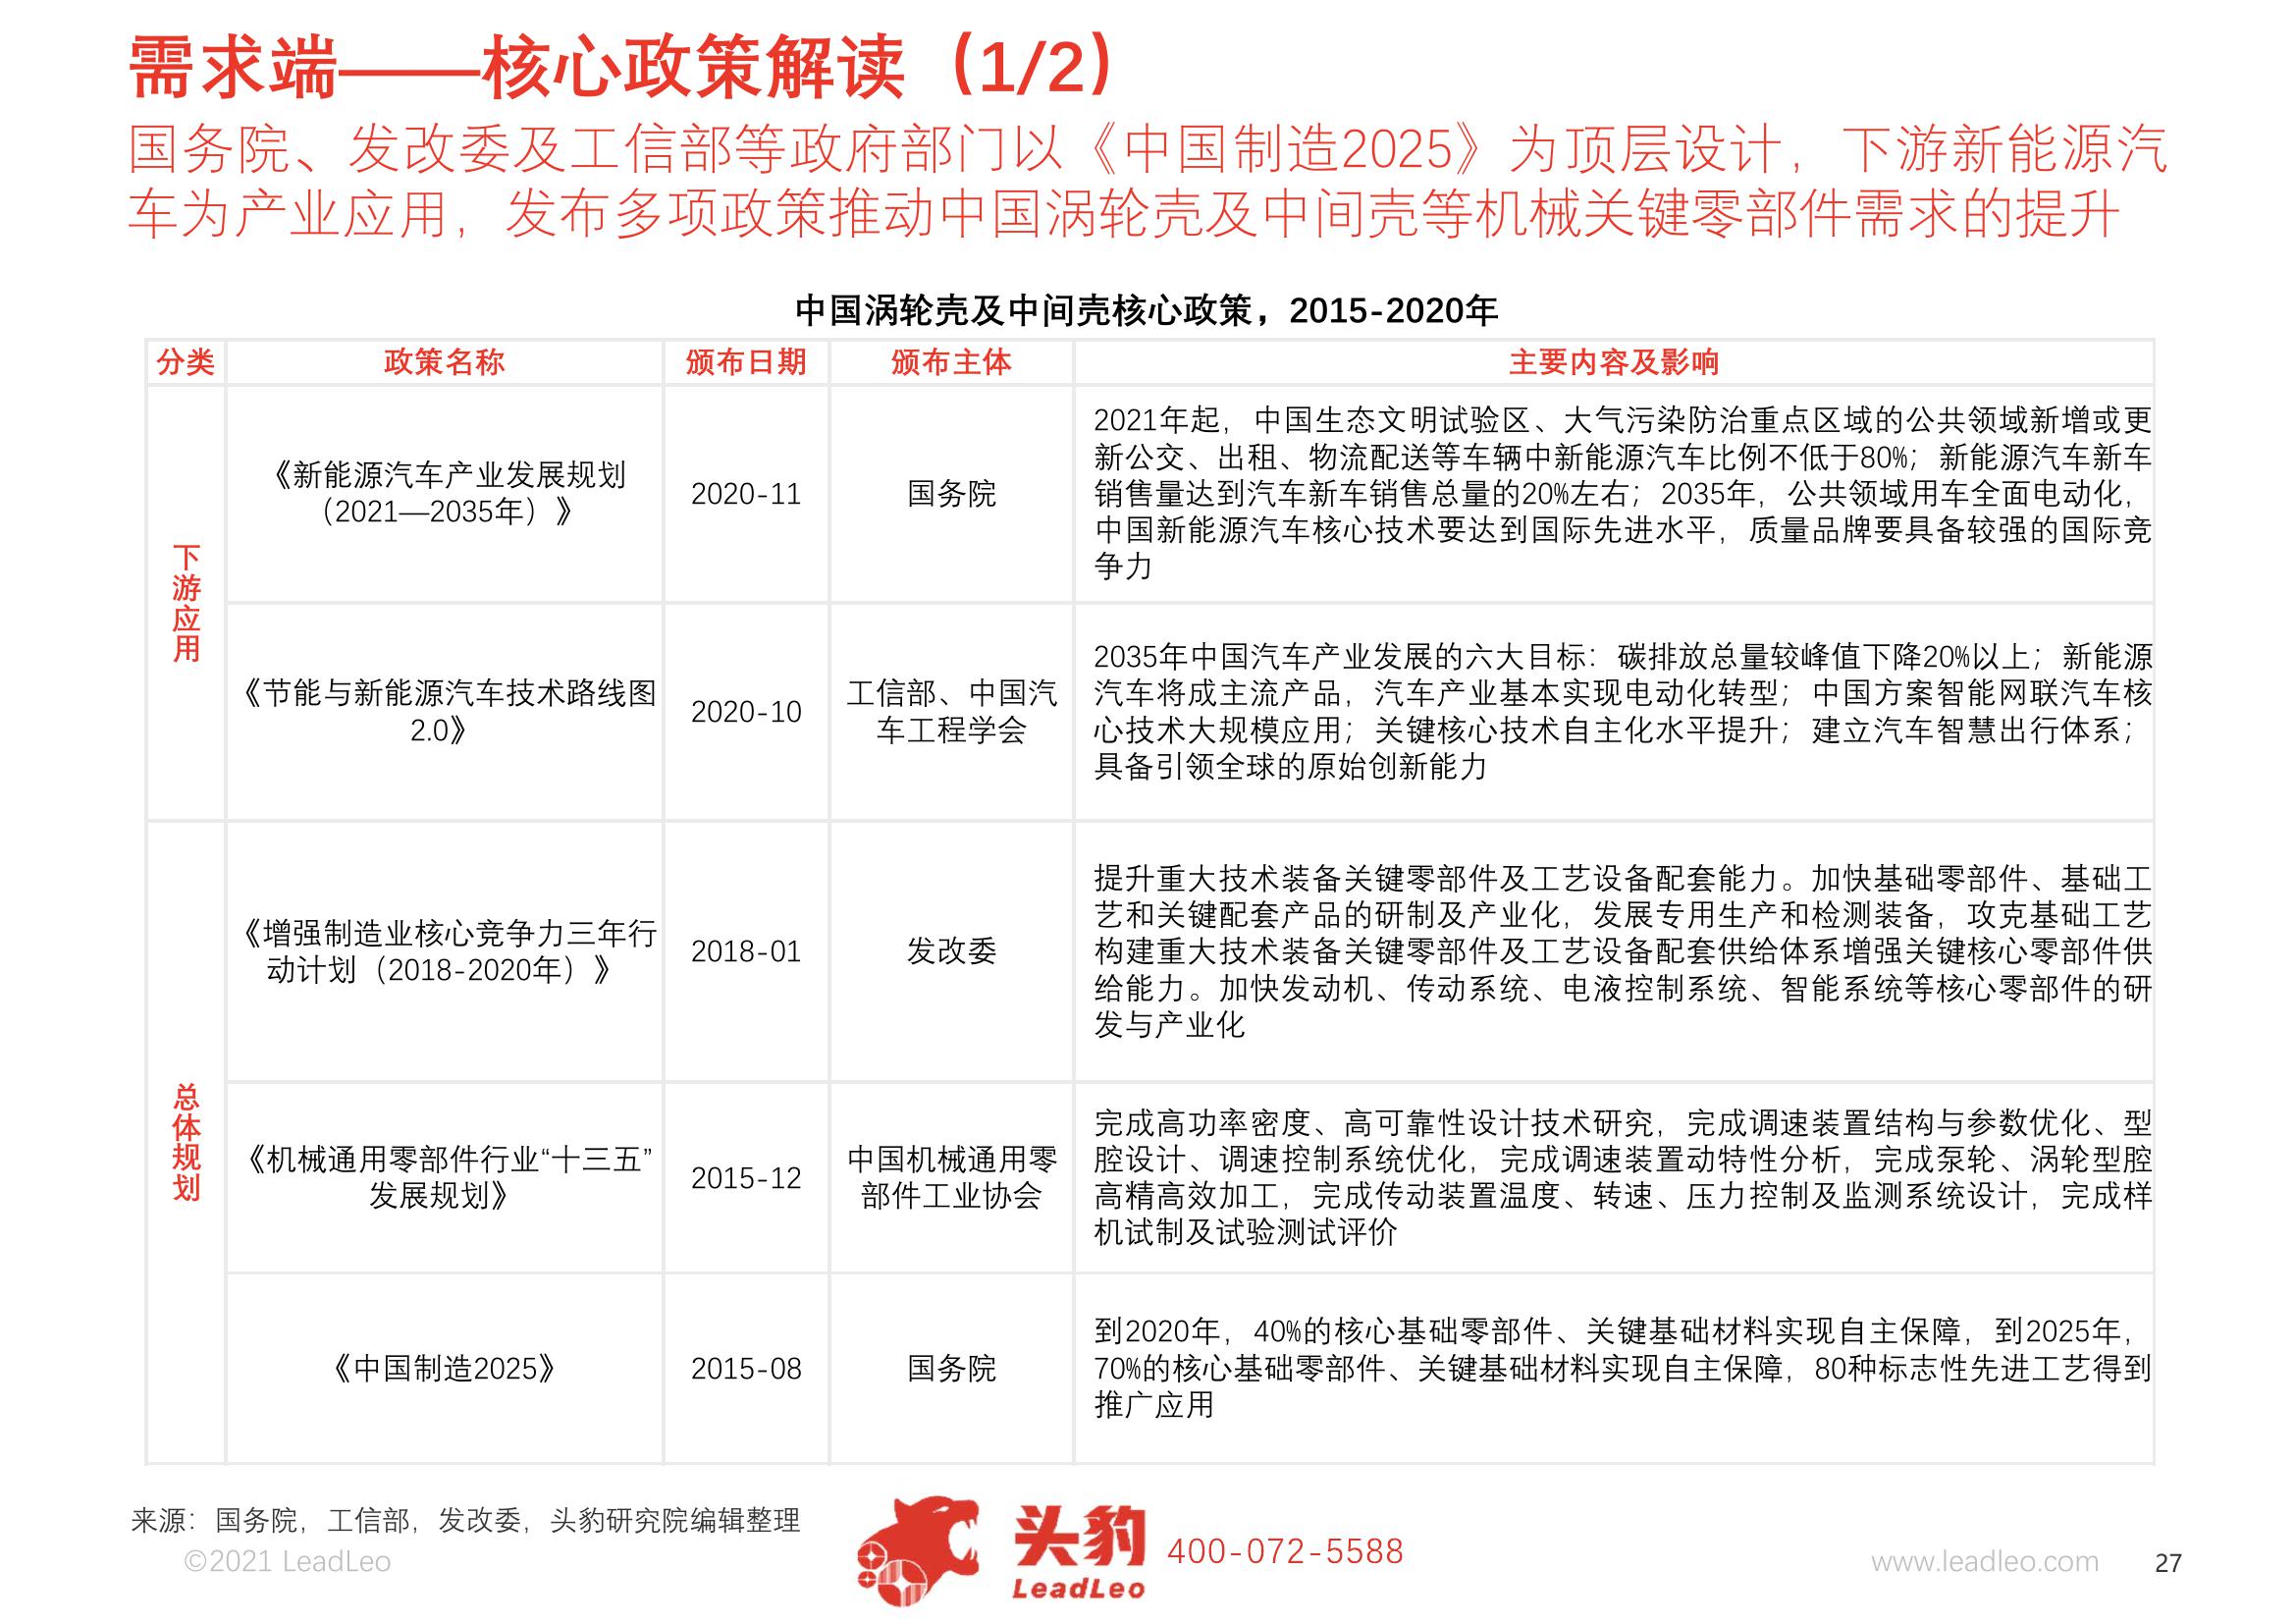 需求端——核心政策解读（1/2）
国务院、发改委及工信部等政府部门以《中国制造2025》为顶层设计，下游新能源汽
车为产业应用，发布多项政策推动中国涡轮壳及中间壳等机械关键零部件需求的提升
中国涡轮壳及中间壳核心政策，2015-2020年
分类
政策名称
颁布日期
颁布主体
主要内容及影响
下游应用
《新能源汽车产业发展规划
（2021—2035年）》
2020-11
国务院
2021年起，中国生态文明试验区、大气污染防治重点区域的公共领域新增或更
新公交、出租、物流配送等车辆中新能源汽车比例不低于80%；新能源汽车新车
销售量达到汽车新车销售总量的20%左右；2035年，公共领域用车全面电动化，
中国新能源汽车核心技术要达到国际先进水平，质量品牌要具备较强的国际竞
争力
《节能与新能源汽车技术路线图
2.0》
2020-10
工信部、中国汽
车工程学会
2035年中国汽车产业发展的六大目标：碳排放总量较峰值下降20%以上；新能源
汽车将成主流产品，汽车产业基本实现电动化转型；中国方案智能网联汽车核
心技术大规模应用；关键核心技术自主化水平提升；建立汽车智慧出行体系；
具备引领全球的原始创新能力
总体规划
《增强制造业核心竞争力三年行
动计划（2018-2020年）》
2018-01
发改委
提升重大技术装备关键零部件及工艺设备配套能力。加快基础零部件、基础工
艺和关键配套产品的研制及产业化，发展专用生产和检测装备，攻克基础工艺
构建重大技术装备关键零部件及工艺设备配套供给体系增强关键核心零部件供
给能力。加快发动机、传动系统、电液控制系统、智能系统等核心零部件的研
发与产业化
《机械通用零部件行业“十三五”
发展规划》
2015-12
中国机械通用零
部件工业协会
完成高功率密度、高可靠性设计技术研究，完成调速装置结构与参数优化、型
腔设计、调速控制系统优化，完成调速装置动特性分析，完成泵轮、涡轮型腔
高精高效加工，完成传动装置温度、转速、压力控制及监测系统设计，完成样
机试制及试验测试评价
《中国制造2025》
2015-08
国务院
到2020年，40%的核心基础零部件、关键基础材料实现自主保障，到2025年，
70%的核心基础零部件、关键基础材料实现自主保障，80种标志性先进工艺得到
推广应用
来源：国务院，工信部，发改委，头豹研究院编辑整理
©2021 LeadLeo
头豹
LeadLeo
400-072-5588
www.leadleo.com
27